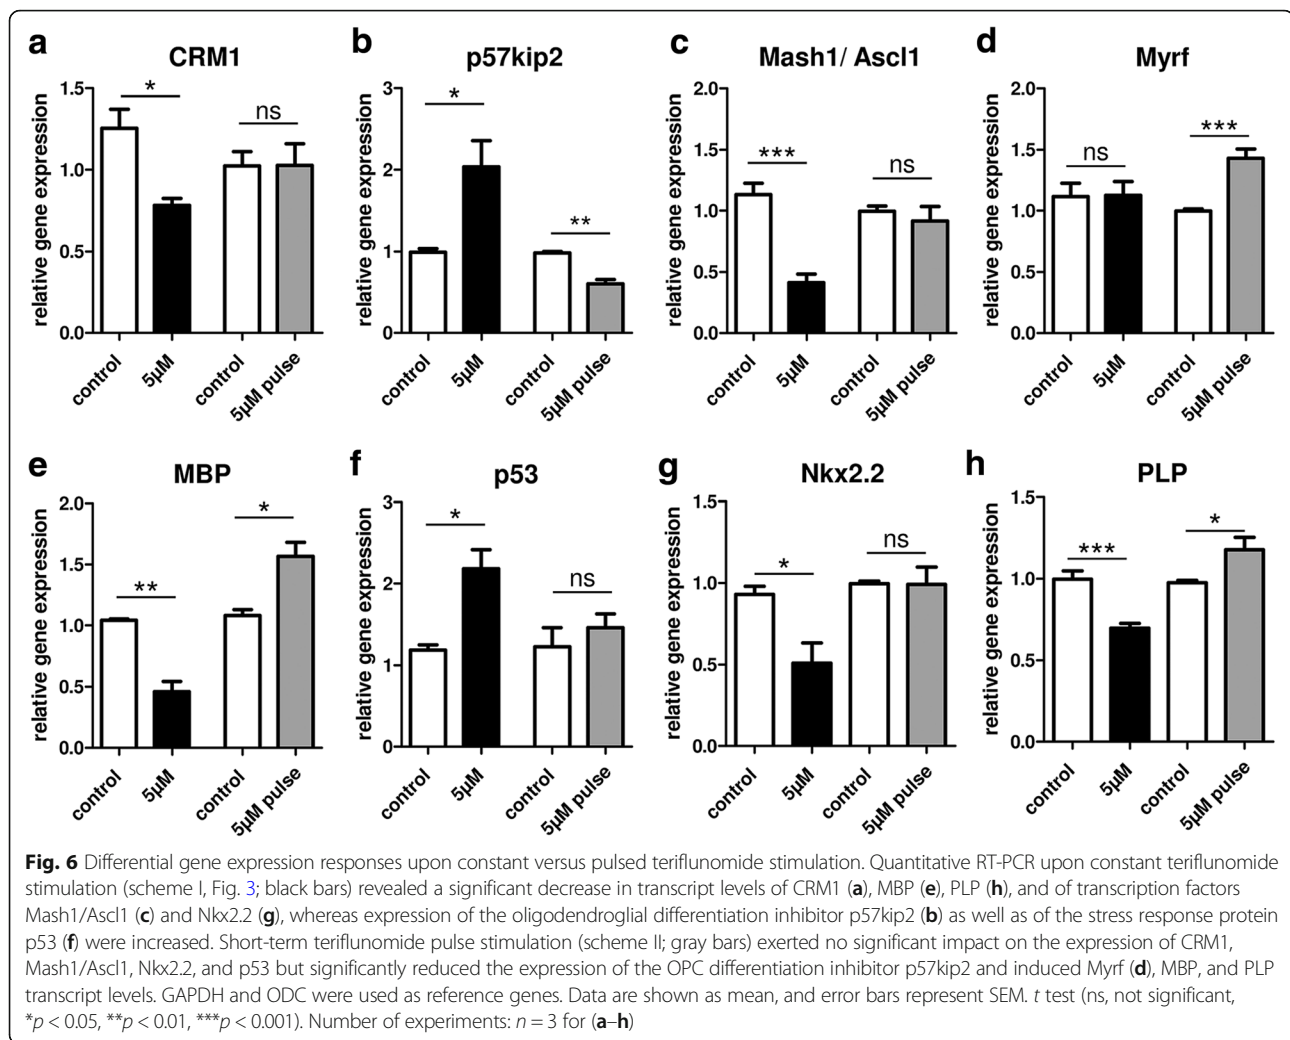 a
CRM1
relative gene expression
1.5
1.0
0.5
0.0
*
ns
control
5µM
control
5µM pulse
b
p57kip2
relative gene expression
3
2
1
0
*
**
control
5µM
control
5µM pulse
c
Mash1/ Ascl1
relative gene expression
2.0
1.5
1.0
0.5
0.0
***
ns
control
5µM
control
5µM pulse
d
Myrf
relative gene expression
2.0
1.5
1.0
0.5
0.0
ns
***
control
5µM
control
5µM pulse
e
MBP
relative gene expression
2.0
1.5
1.0
0.5
0.0
**
*
control
5µM
control
5µM pulse
f
p53
relative gene expression
3
2
1
0
*
ns
control
5µM
control
5µM pulse
g
Nkx2.2
relative gene expression
1.5
1.0
0.5
0.0
*
ns
control
5µM
control
5µM pulse
h
PLP
relative gene expression
1.5
1.0
0.5
0.0
***
*
control
5µM
control
5µM pulse
Fig. 6 Differential gene expression responses upon constant versus pulsed teriflunomide stimulation. Quantitative RT-PCR upon constant teriflunomide
stimulation (scheme I, Fig. 3; black bars) revealed a significant decrease in transcript levels of CRM1 (a), MBP (e), PLP (h), and of transcription factors
Mash1/Ascl1 (c) and Nkx2.2 (g), whereas expression of the oligodendroglial differentiation inhibitor p57kip2 (b) as well as of the stress response protein
p53 (f) were increased. Short-term teriflunomide pulse stimulation (scheme II; gray bars) exerted no significant impact on the expression of CRM1,
Mash1/Ascl1, Nkx2.2, and p53 but significantly reduced the expression of the OPC differentiation inhibitor p57kip2 and induced Myrf (d), MBP, and PLP
transcript levels. GAPDH and ODC were used as reference genes. Data are shown as mean, and error bars represent SEM. t test (ns, not significant,
*p < 0.05, **p < 0.01, ***p < 0.001). Number of experiments: n = 3 for (a–h)